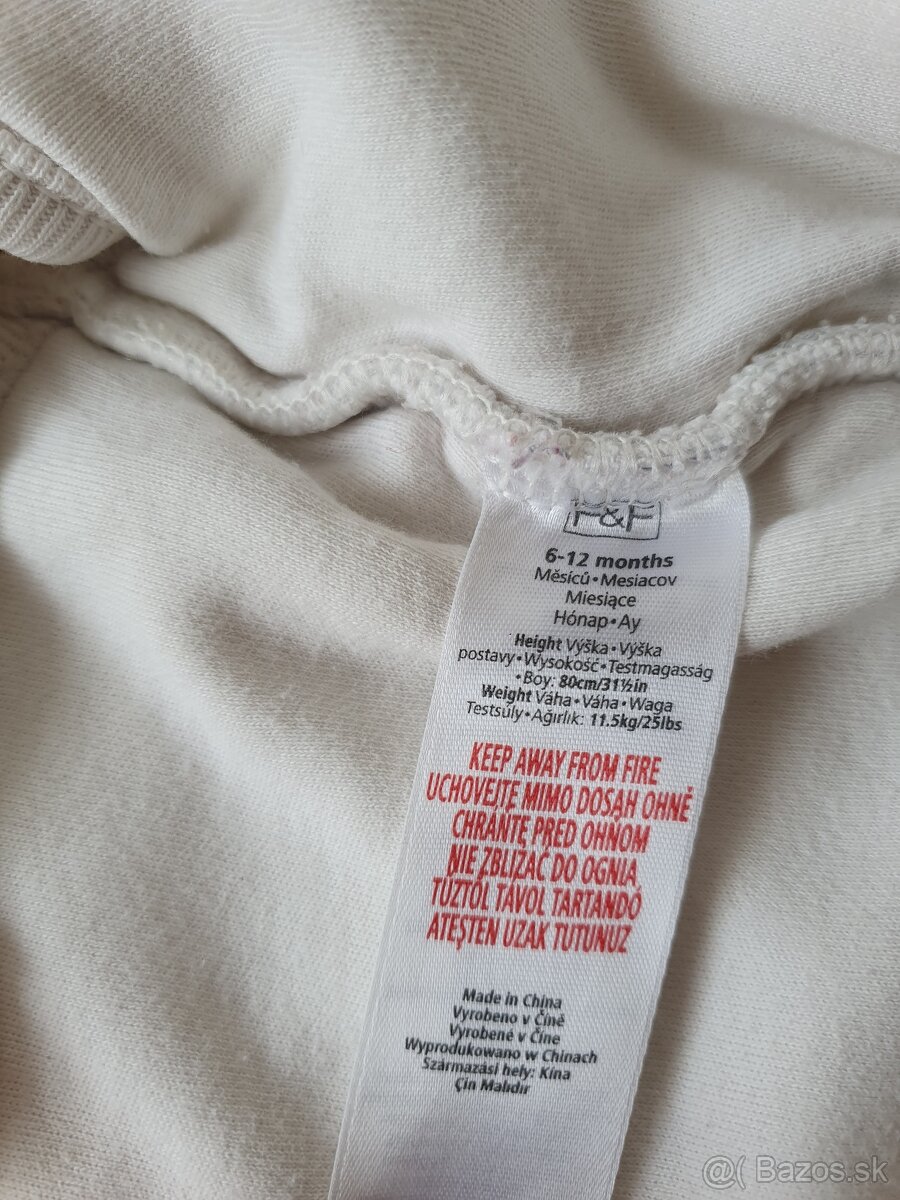 F&F
6-12 months
Měsíců•Mesiacov
Miesiące
Hónap•Ay
Height Výška•Výška
postavy•Wysokość•Testmagasság
•Boy: 80cm/31½in
Weight Váha•Váha•Waga
Testsúly•Ağırlık: 11.5kg/25lbs
KEEP AWAY FROM FIRE
UCHOVEJTE MIMO DOSAH OHNĚ
CHRÁŇTE PRED OHŇOM
NIE ZBLIŻAĆ DO OGNIA
TŰZTŐL TÁVOL TARTANDÓ
ATEŞTEN UZAK TUTUNUZ
Made in China
Vyrobeno v Číně
Vyrobené v Číne
Wyprodukowano w Chinach
Származási hely: Kína
Çin Malıdır
@( Bazos.sk